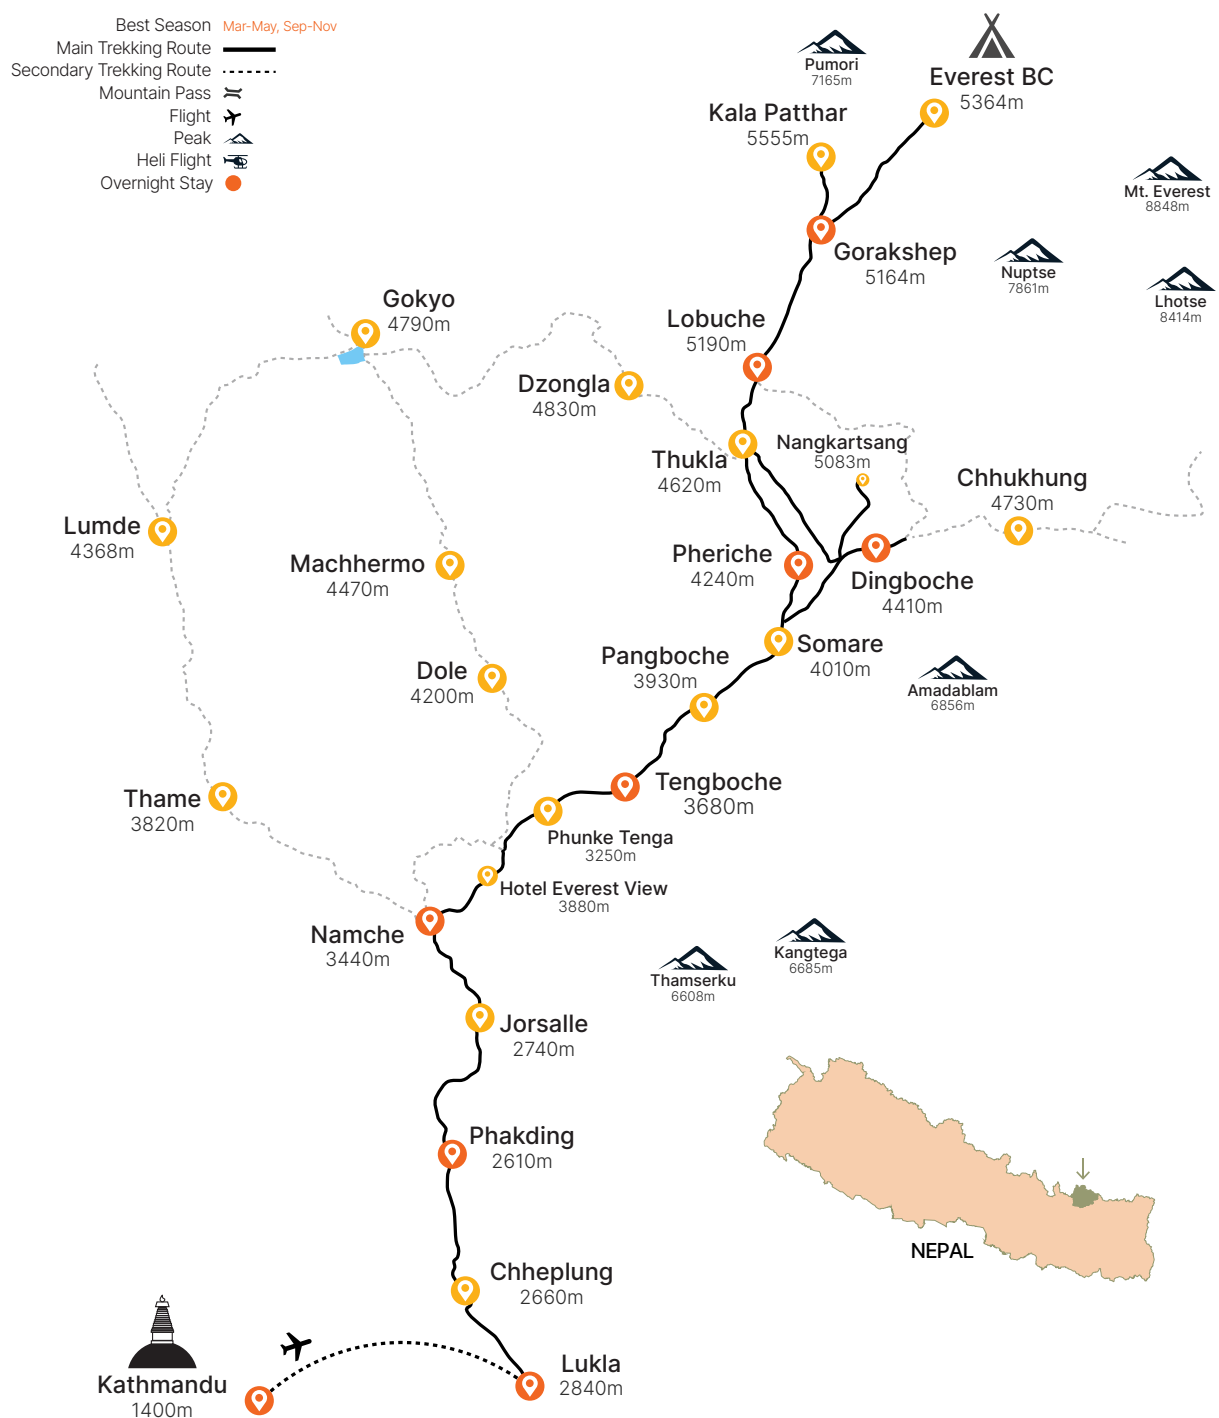 Best Season Mar-May, Sep-Nov
Main Trekking Route
Secondary Trekking Route
Mountain Pass
Flight
Peak
Heli Flight
Overnight Stay
Pumori
7165m
Everest BC
5364m
Kala Patthar
5555m
Mt. Everest
8848m
Gorakshep
5164m
Nuptse
7861m
Lhotse
8414m
Gokyo
4790m
Lobuche
5190m
Dzongla
4830m
Nangkartsang
5083m
Thukla
4620m
Chhukhung
4730m
Lumde
4368m
Machhermo
4470m
Pheriche
4240m
Dingboche
4410m
Somare
4010m
Pangboche
3930m
Dole
4200m
Amadablam
6856m
Tengboche
3680m
Thame
3820m
Phunke Tenga
3250m
Hotel Everest View
3880m
Namche
3440m
Kangtega
6685m
Thamserku
6608m
Jorsalle
2740m
Phakding
2610m
NEPAL
Chheplung
2660m
Lukla
2840m
Kathmandu
1400m